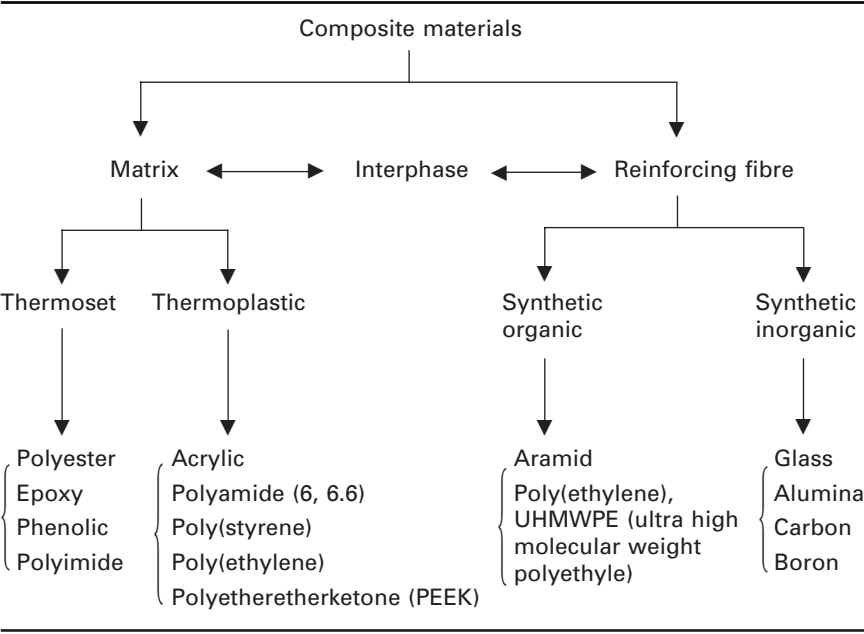 Composite materials
Matrix
Interphase
Reinforcing fibre
Thermoset
Thermoplastic
Synthetic
organic
Synthetic
inorganic
Polyester
Epoxy
Phenolic
Polyimide
Acrylic
Polyamide (6, 6.6)
Poly(styrene)
Poly(ethylene)
Polyetheretherketone (PEEK)
Aramid
Poly(ethylene),
UHMWPE (ultra high
molecular weight
polyethyle)
Glass
Alumina
Carbon
Boron